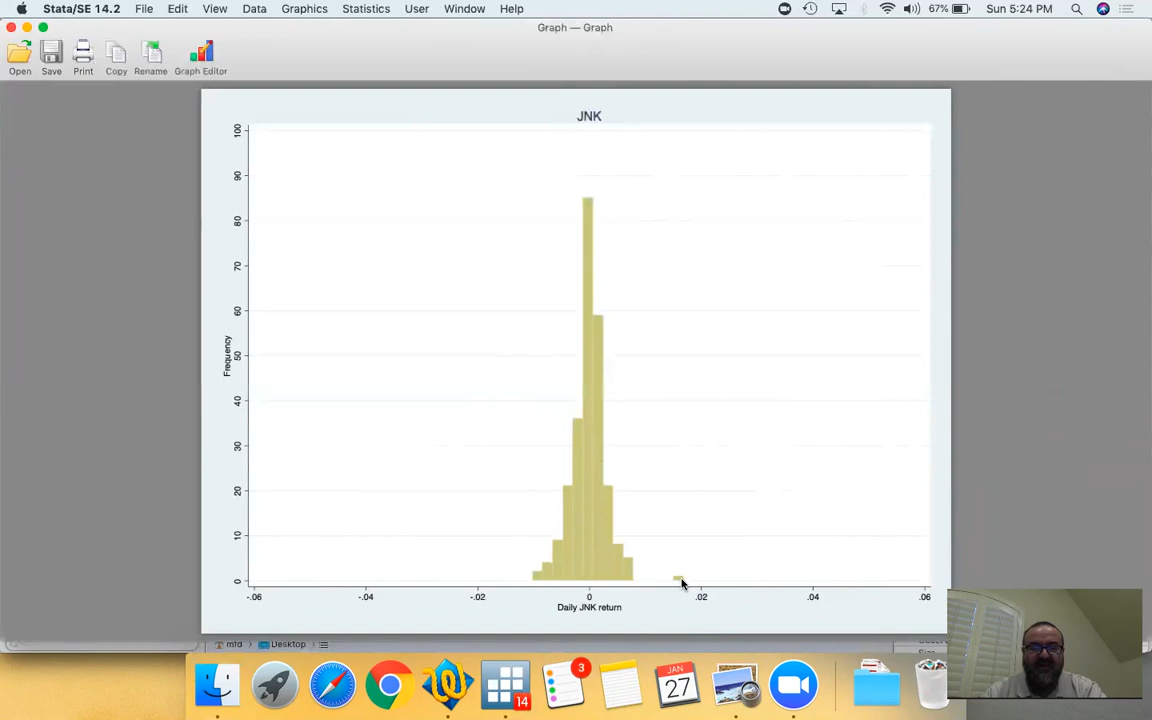 Stata/SE 14.2 File Edit View Data Graphics Statistics User Window Help 67% Sun 5:24 PM
Graph — Graph
Open Save Print Copy Rename Graph Editor
JNK
100
90
80
70
60
50
40
30
20
10
0
Frequency
-.06 -.04 -.02 0 .02 .04 .06
Daily JNK return
mfd Desktop
3
14
JAN
27